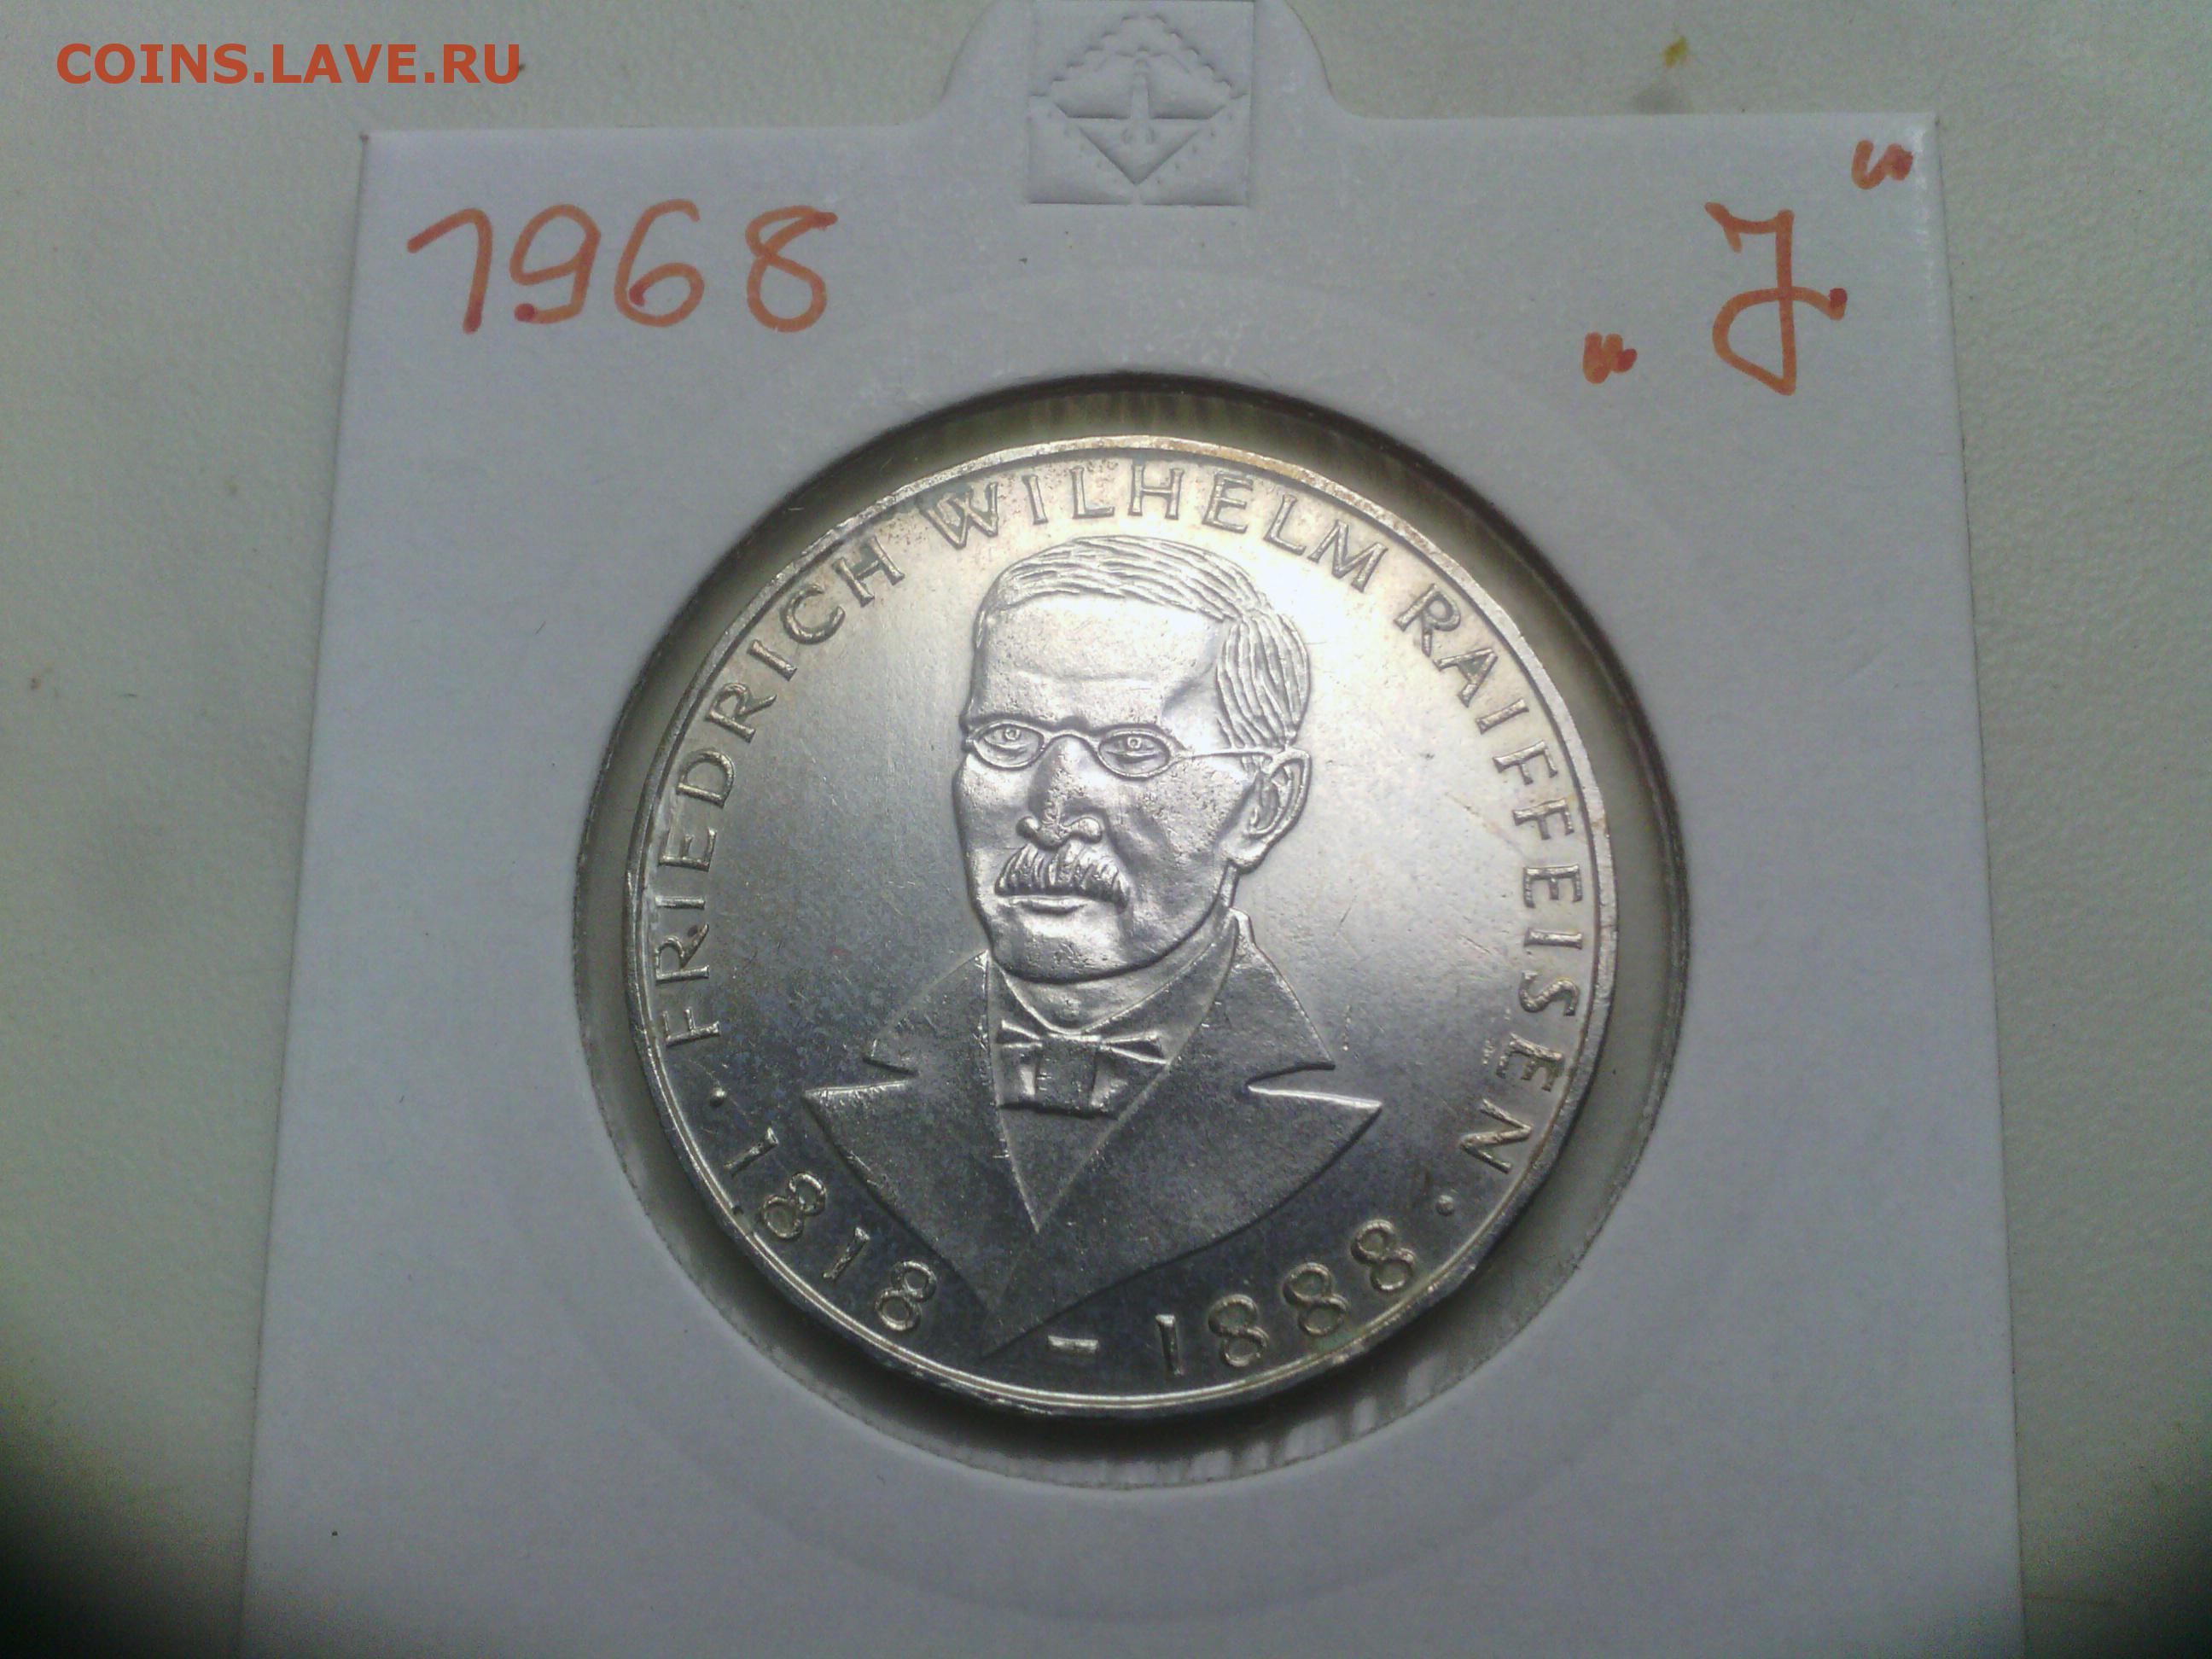 COINS.LAVE.RU
1968 „J“
FRIEDRICH WILHELM RAIFFEISEN
· 1818 - 1888 ·